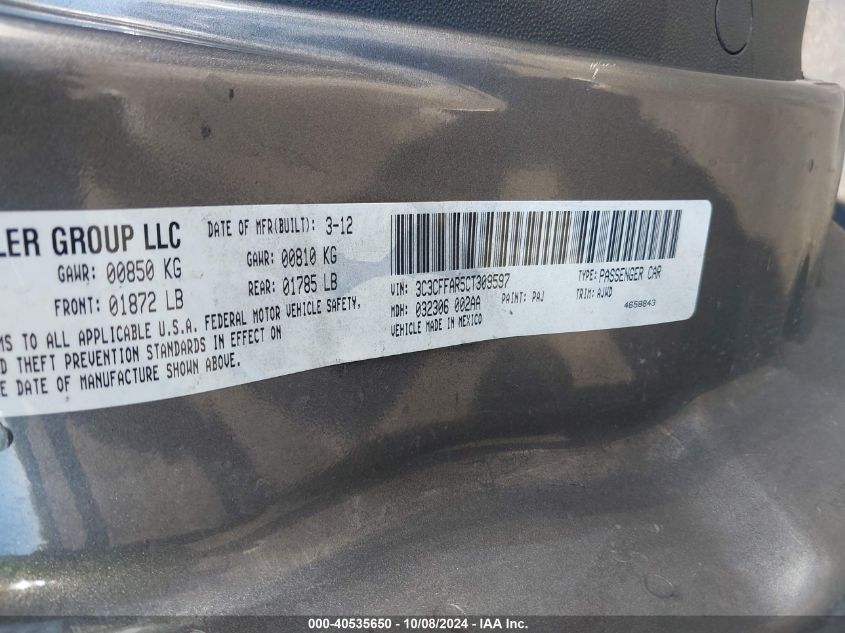 LER GROUP LLC
DATE OF MFR(BUILT): 3-12
GAWR: 00850 KG
GAWR: 00810 KG
FRONT: 01872 LB
REAR: 01785 LB
MS TO ALL APPLICABLE U.S.A. FEDERAL MOTOR VEHICLE SAFETY,
D THEFT PREVENTION STANDARDS IN EFFECT ON
E DATE OF MANUFACTURE SHOWN ABOVE.
VIN: 3C3CFFAR5CT309597
TYPE: PASSENGER CAR
MDH: 032306 002AA
PAINT: PAJ
TRIM: AJWD
VEHICLE MADE IN MEXICO
4658843
000-40535650 - 10/08/2024 - IAA Inc.